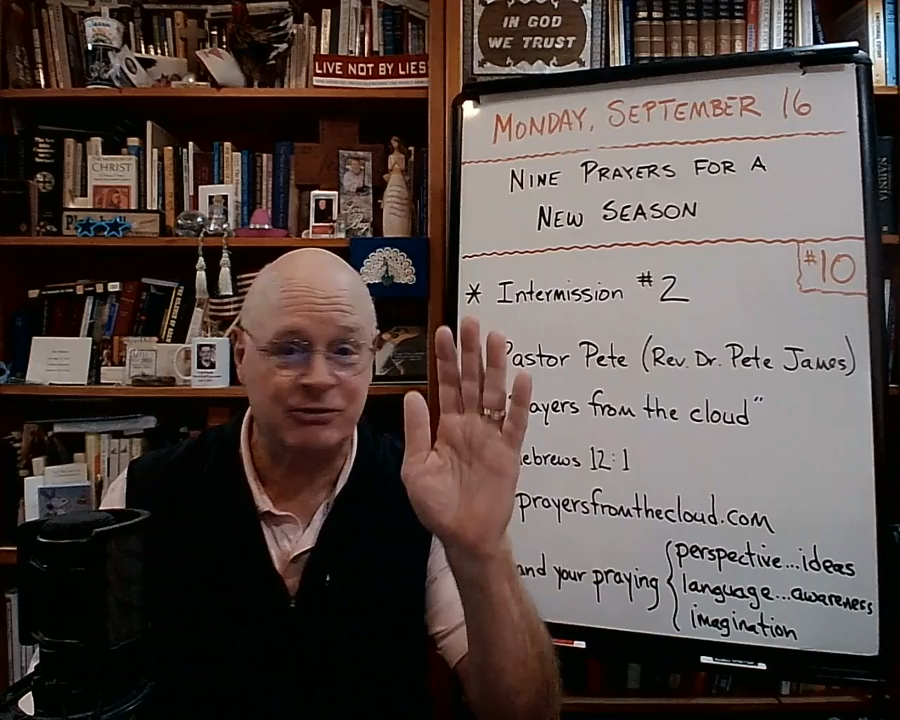 IN GOD
WE TRUST
LIVE NOT BY LIES
MONDAY, SEPTEMBER 16
NINE PRAYERS FOR A
NEW SEASON
#10
* Intermission #2
Pastor Pete (Rev. Dr. Pete James)
ayers from the cloud"
ebrews 12:1
prayersfromthecloud.com
and your praying { perspective...ideas
language...awareness
imagination
CHRIST
NARNIA